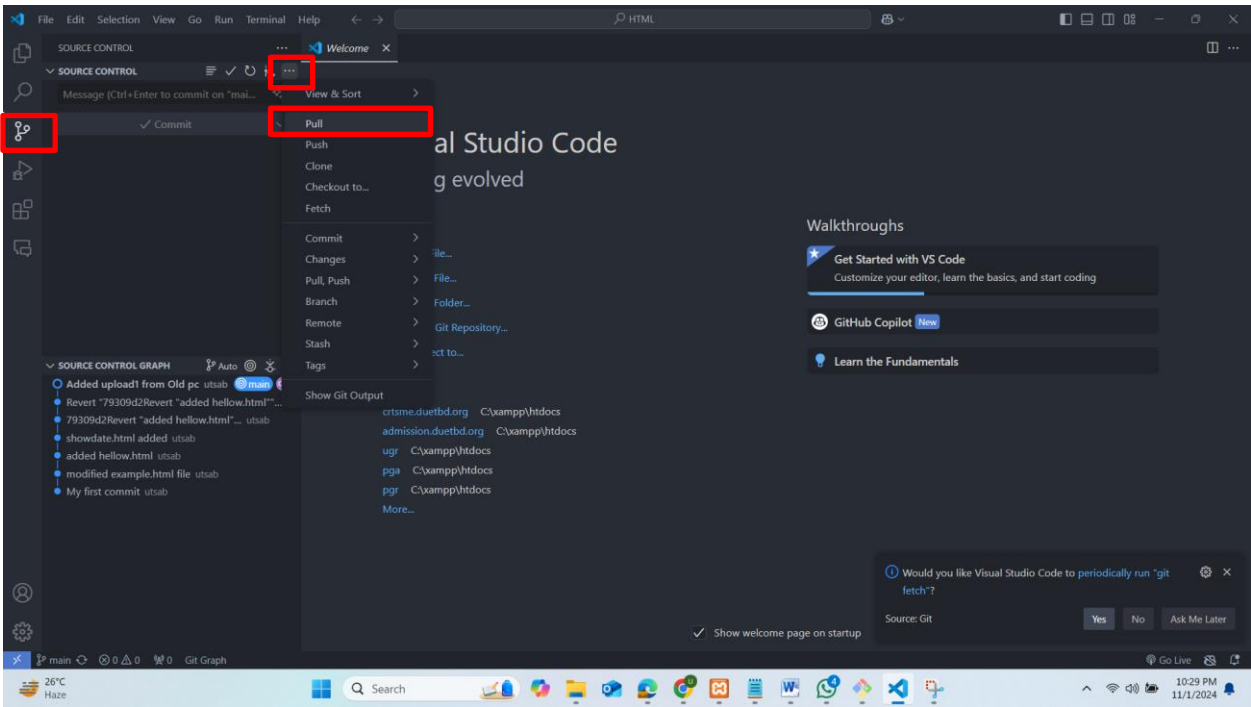 File Edit Selection View Go Run Terminal Help
HTML
SOURCE CONTROL
Welcome
SOURCE CONTROL
Message (Ctrl+Enter to commit on "mai...
Commit
View & Sort
Pull
Push
Clone
Checkout to...
Fetch
Commit
Changes
Pull, Push
Branch
Remote
Stash
Tags
Show Git Output
al Studio Code
g evolved
File...
Folder...
Git Repository...
ect to...
crtsme.duetbd.org C:\xampp\htdocs
admission.duetbd.org C:\xampp\htdocs
ugr C:\xampp\htdocs
pga C:\xampp\htdocs
pgr C:\xampp\htdocs
More...
Walkthroughs
Get Started with VS Code
Customize your editor, learn the basics, and start coding
GitHub Copilot New
Learn the Fundamentals
SOURCE CONTROL GRAPH Auto
Added upload1 from Old pc utsab main
Revert "79309d2Revert "added hellow.html""...
79309d2Revert "added hellow.html"... utsab
showdate.html added utsab
added hellow.html utsab
modified example.html file utsab
My first commit utsab
Would you like Visual Studio Code to periodically run "git
fetch"?
Source: Git
Yes No Ask Me Later
Show welcome page on startup
main 0 0 0 Git Graph
Go Live
26°C
Haze
Search
10:29 PM
11/1/2024